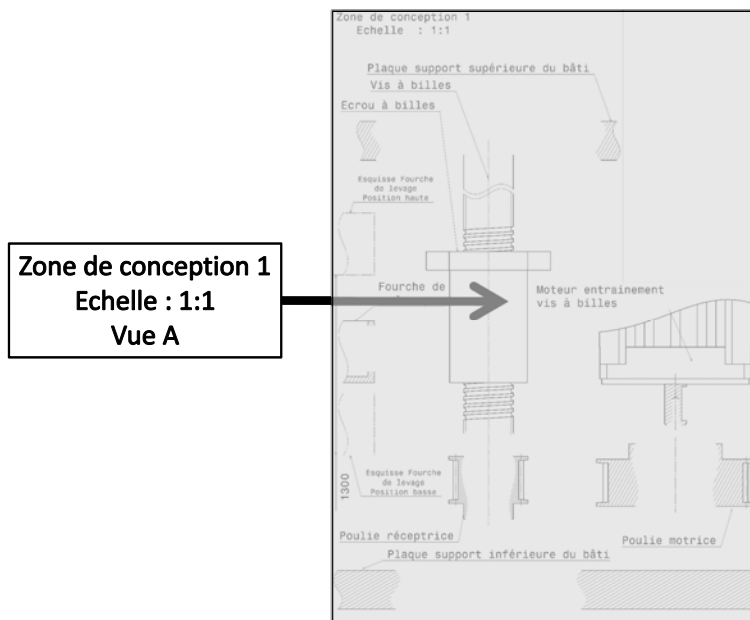 Zone de conception 1
Echelle : 1:1
Plaque support supérieure du bâti
Vis à billes
Ecrou à billes
Esquisse Fourche
de levage
Position haute
Zone de conception 1
Echelle : 1:1
Vue A
Fourche de
Moteur entrainement
vis à billes
1300
Esquisse Fourche
de levage
Position basse
Poulie réceptrice
Poulie motrice
Plaque support inférieure du bâti